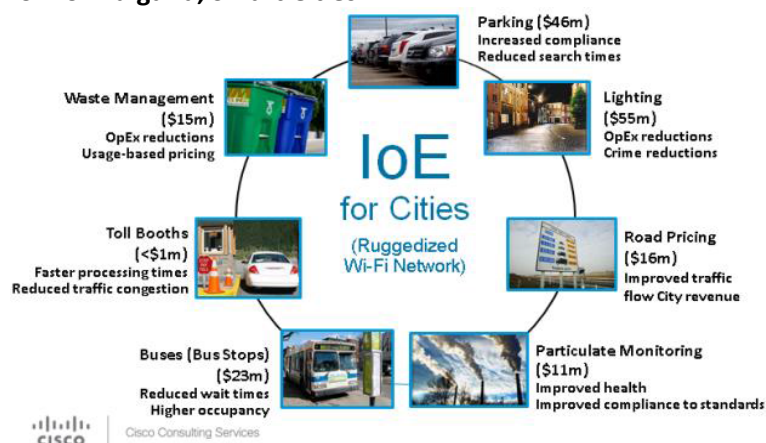 Parking ($46m)
Increased compliance
Reduced search times
Lighting
($55m)
OpEx reductions
Crime reductions
Road Pricing
($16m)
Improved traffic
flow City revenue
Particulate Monitoring
($11m)
Improved health
Improved compliance to standards
Buses (Bus Stops)
($23m)
Reduced wait times
Higher occupancy
Toll Booths
(<$1m)
Faster processing times
Reduced traffic congestion
Waste Management
($15m)
OpEx reductions
Usage-based pricing
IoE
for Cities
(Ruggedized
Wi-Fi Network)
CISCO
Cisco Consulting Services